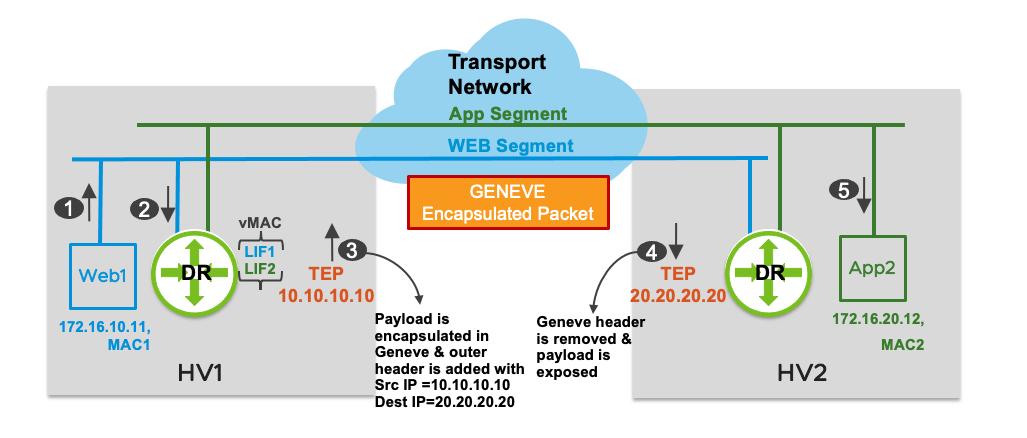 Transport
Network
App Segment
WEB Segment
GENEVE
Encapsulated Packet
1
2
vMAC
LIF1
LIF2
3
Web1
DR
TEP
10.10.10.10
172.16.10.11,
MAC1
HV1
Payload is
encapsulated in
Geneve & outer
header is added with
Src IP =10.10.10.10
Dest IP=20.20.20.20
4
TEP
20.20.20.20
Geneve header
is removed &
payload is
exposed
5
DR
App2
172.16.20.12,
MAC2
HV2